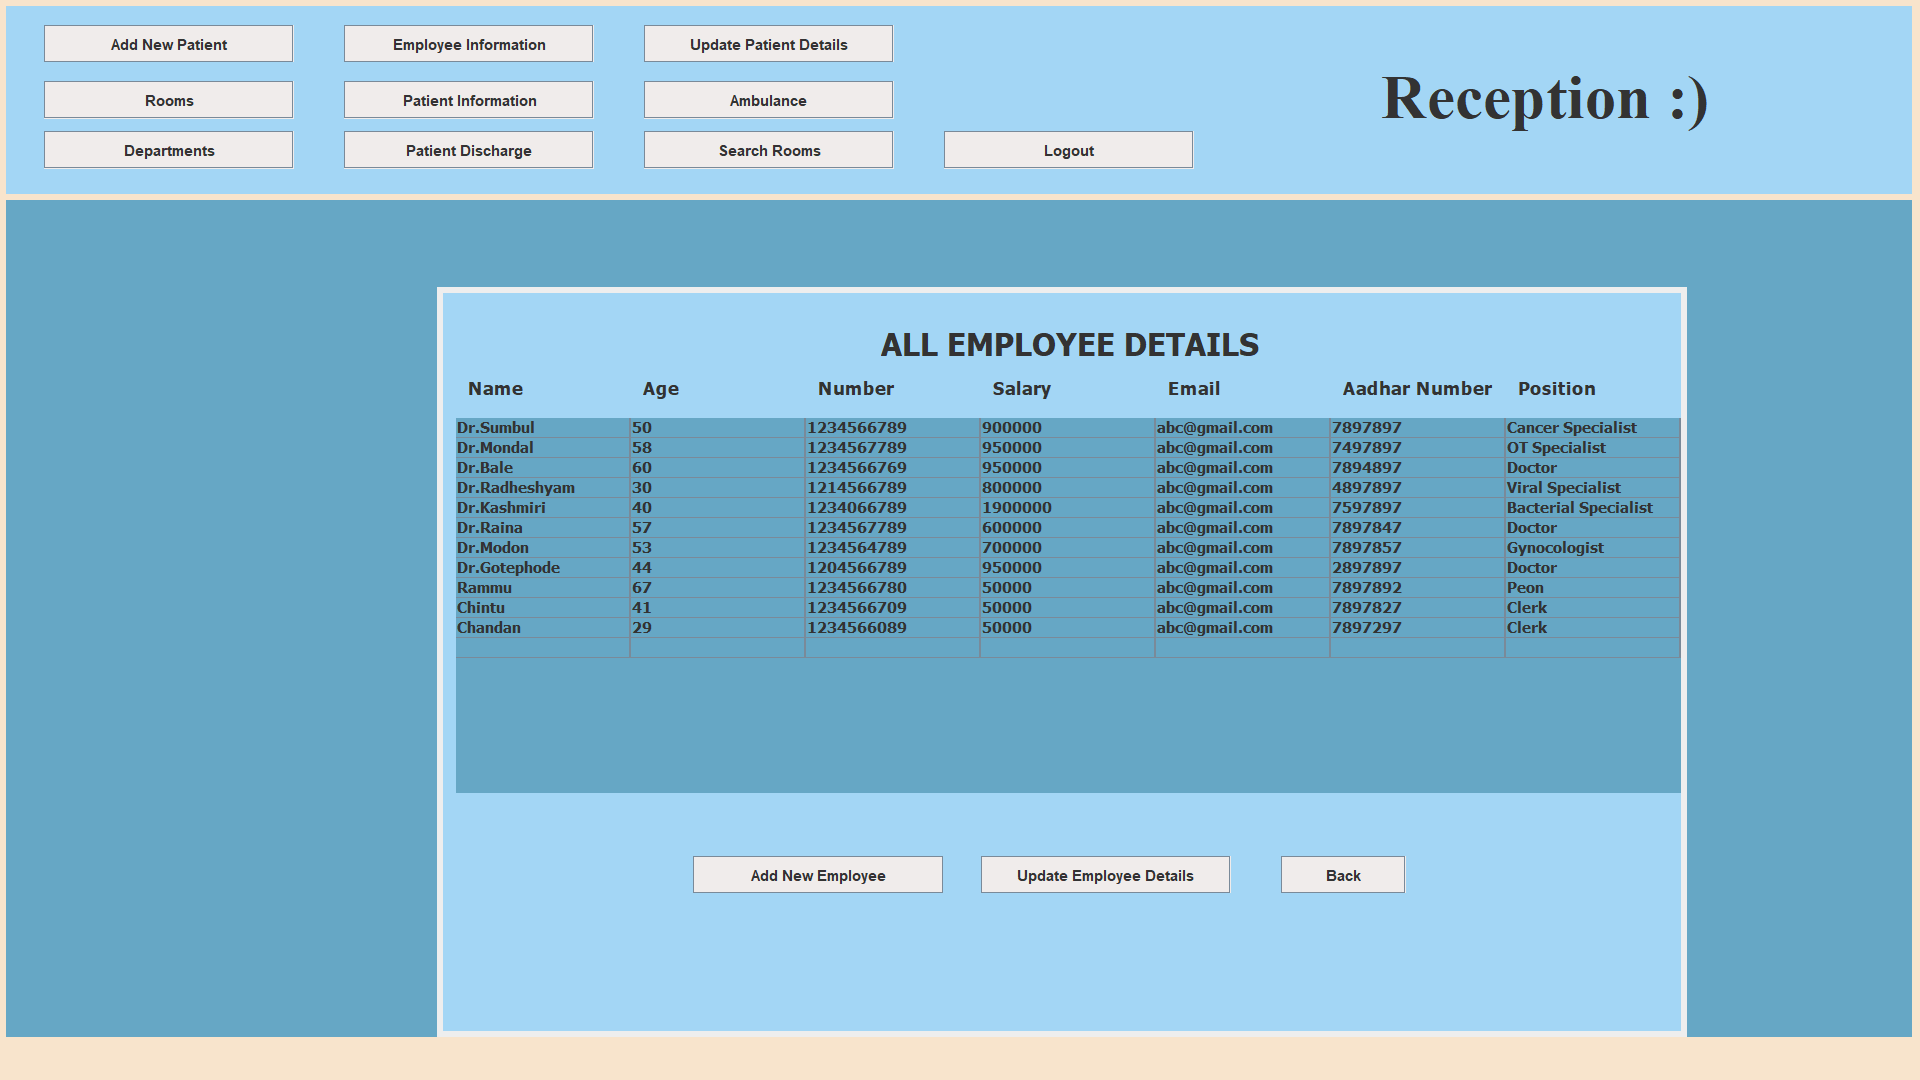 Add New Patient Employee Information Update Patient Details
Reception :)
Rooms Patient Information Ambulance
Departments Patient Discharge Search Rooms Logout
ALL EMPLOYEE DETAILS
Name Age Number Salary Email Aadhar Number Position
Dr.Sumbul 50 1234566789 900000 abc@gmail.com 7897897 Cancer Specialist
Dr.Mondal 58 1234567789 950000 abc@gmail.com 7497897 OT Specialist
Dr.Bale 60 1234566769 950000 abc@gmail.com 7894897 Doctor
Dr.Radheshyam 30 1214566789 800000 abc@gmail.com 4897897 Viral Specialist
Dr.Kashmiri 40 1234066789 1900000 abc@gmail.com 7597897 Bacterial Specialist
Dr.Raina 57 1234567789 600000 abc@gmail.com 7897847 Doctor
Dr.Modon 53 1234564789 700000 abc@gmail.com 7897857 Gynocologist
Dr.Gotephode 44 1204566789 950000 abc@gmail.com 2897897 Doctor
Rammu 67 1234566780 50000 abc@gmail.com 7897892 Peon
Chintu 41 1234566709 50000 abc@gmail.com 7897827 Clerk
Chandan 29 1234566089 50000 abc@gmail.com 7897297 Clerk
Add New Employee Update Employee Details Back